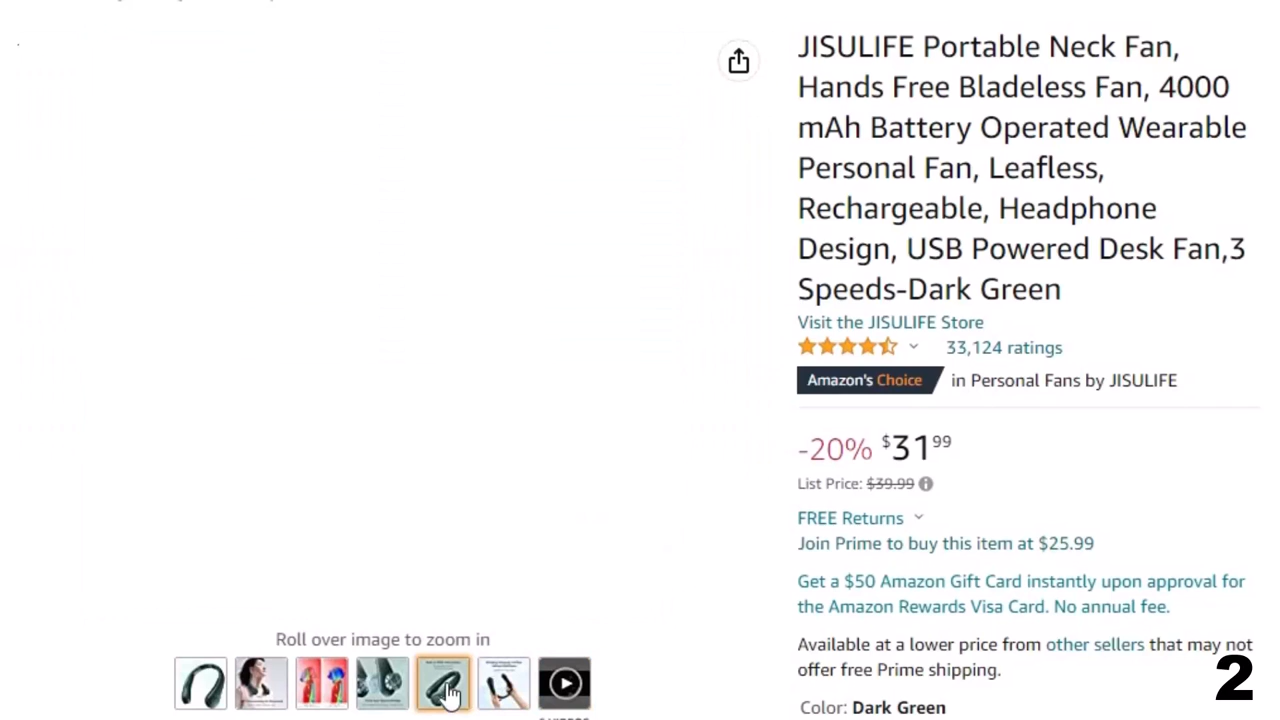 JISULIFE Portable Neck Fan,
Hands Free Bladeless Fan, 4000
mAh Battery Operated Wearable
Personal Fan, Leafless,
Rechargeable, Headphone
Design, USB Powered Desk Fan,3
Speeds-Dark Green
Visit the JISULIFE Store
33,124 ratings
Amazon's Choice in Personal Fans by JISULIFE
-20% $31 99
List Price: $39.99
FREE Returns
Join Prime to buy this item at $25.99
Get a $50 Amazon Gift Card instantly upon approval for
the Amazon Rewards Visa Card. No annual fee.
Available at a lower price from other sellers that may not
offer free Prime shipping.
Color: Dark Green
2
Roll over image to zoom in